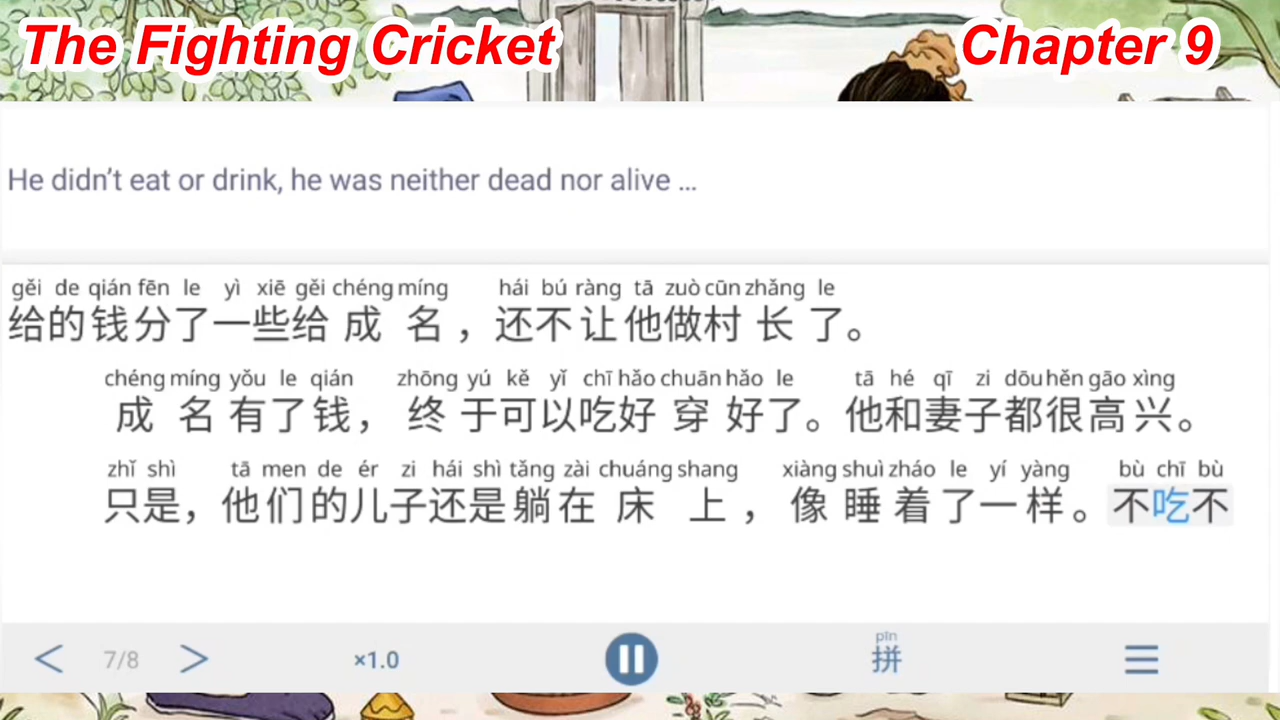 The Fighting Cricket
Chapter 9
He didn't eat or drink, he was neither dead nor alive ...
gěi de qián fēn le yì xiē gěi chéng míng hái bú ràng tā zuò cūn zhǎng le
给的钱分了一些给成名，还不让他做村长了。
chéng míng yǒu le qián zhōng yú kě yǐ chī hǎo chuān hǎo le tā hé qī zi dōu hěn gāo xìng
成名有了钱，终于可以吃好穿好了。他和妻子都很高兴。
zhǐ shì tā men de ér zi hái shì tǎng zài chuáng shang xiàng shuì zháo le yí yàng bù chī bù
只是，他们的儿子还是躺在床上，像睡着了一样。不吃不
< 7/8 > ×1.0
pīn
拼